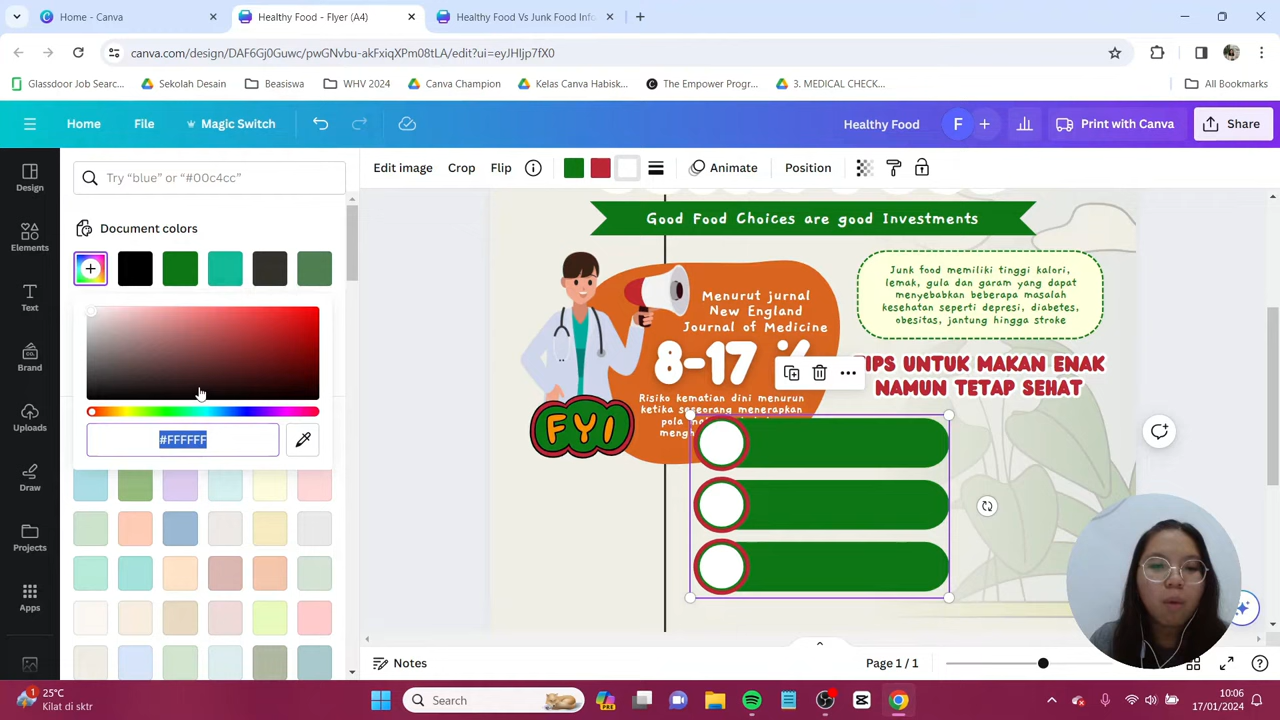 Home - Canva
Healthy Food - Flyer (A4)
Healthy Food Vs Junk Food Info
canva.com/design/DAF6Gj0Guwc/pwGNvbu-akFxiqXPm08tLA/edit?ui=eyJHIjp7fX0
Glassdoor Job Searc...
Sekolah Desain
Beasiswa
WHV 2024
Canva Champion
Kelas Canva Habisk...
The Empower Progr...
3. MEDICAL CHECK...
All Bookmarks
Home
File
Magic Switch
Healthy Food
F
Print with Canva
Share
Design
Elements
Text
Brand
Uploads
Draw
Projects
Apps
Try “blue” or “#00c4cc”
Document colors
#FFFFFF
Edit image
Crop
Flip
Animate
Position
Good Food Choices are good Investments
Menurut jurnal
New England
Journal of Medicine
8-17 %
Risiko kematian dini menurun
ketika seseorang menerapkan
pola
FYI
Junk food memiliki tinggi kalori,
lemak, gula dan garam yang dapat
menyebabkan beberapa masalah
kesehatan seperti depresi, diabetes,
obesitas, jantung hingga stroke
TIPS UNTUK MAKAN ENAK
NAMUN TETAP SEHAT
Notes
Page 1 / 1
1
25°C
Kilat di sktr
Search
PRE
10:06
17/01/2024